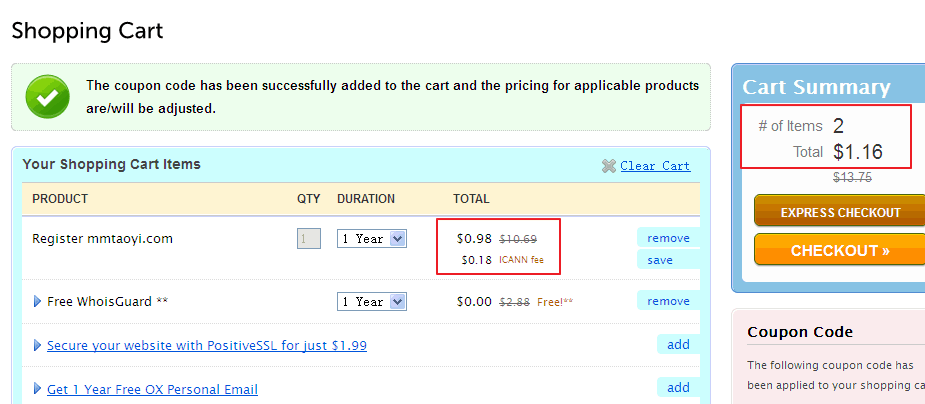 Shopping Cart
The coupon code has been successfully added to the cart and the pricing for applicable products
are/will be adjusted.
Your Shopping Cart Items
Clear Cart
PRODUCT QTY DURATION TOTAL
Register mmtaoyi.com 1 1 Year $0.98 $10.69 remove
$0.18 ICANN fee save
Free WhoisGuard ** 1 Year $0.00 $2.88 Free!** remove
Secure your website with PositiveSSL for just $1.99 add
Get 1 Year Free OX Personal Email add
Cart Summary
# of Items 2
Total $1.16
$13.75
EXPRESS CHECKOUT
CHECKOUT »
Coupon Code
The following coupon code has
been applied to your shopping ca